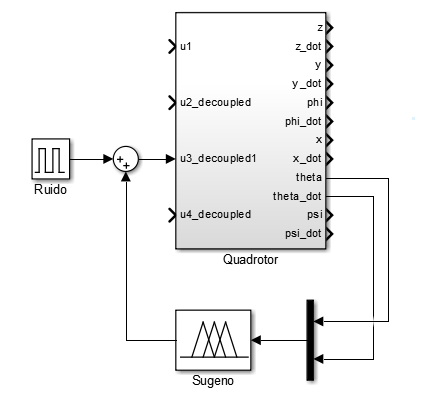 z
u1
z_dot
y
y_dot
u2_decoupled
phi
phi_dot
x
u3_decoupled1
x_dot
theta
theta_dot
u4_decoupled
psi
psi_dot
Ruido
++
Quadrotor
Sugeno